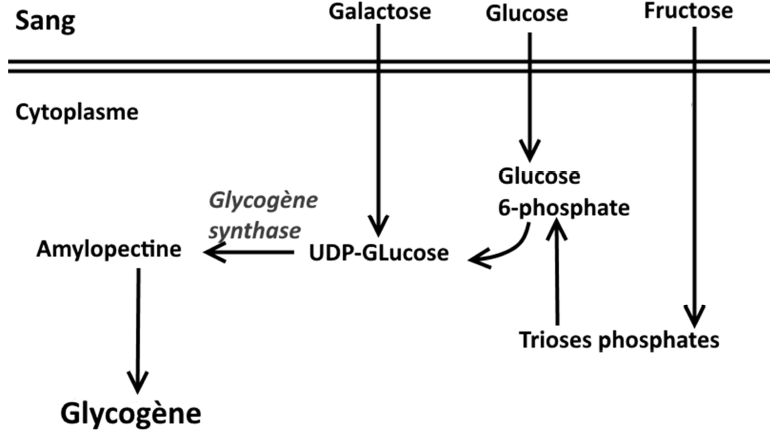 Sang
Galactose
Glucose
Fructose
Cytoplasme
Glucose
6-phosphate
Glycogène
synthase
Amylopectine
UDP-GLucose
Trioses phosphates
Glycogène